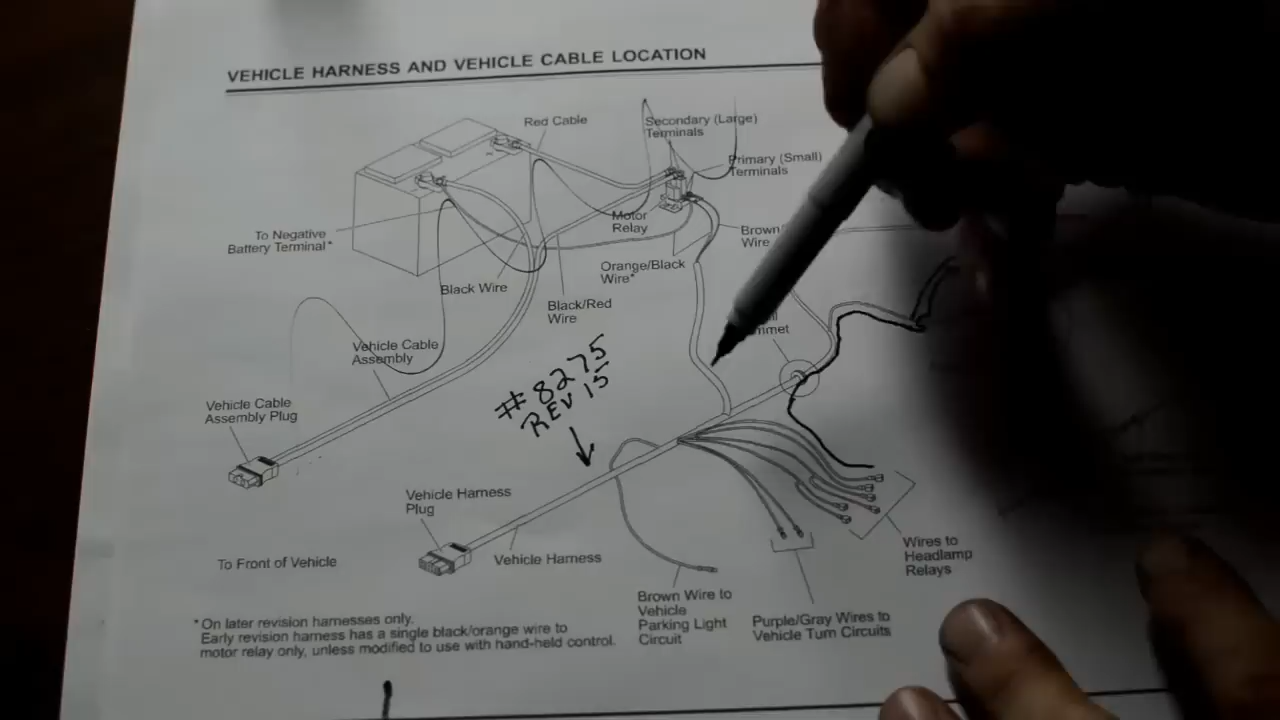 VEHICLE HARNESS AND VEHICLE CABLE LOCATION
Red Cable
Secondary (Large)
Terminals
Primary (Small)
Terminals
To Negative
Battery Terminal*
Motor
Relay
Brown
Wire
Orange/Black
Wire*
Black Wire
Black/Red
Wire
Vehicle Cable
Assembly
#8275
REV 15
Vehicle Cable
Assembly Plug
Vehicle Harness
Plug
Vehicle Harness
To Front of Vehicle
Wires to
Headlamp
Relays
Brown Wire to
Vehicle
Parking Light
Circuit
Purple/Gray Wires to
Vehicle Turn Circuits
*On later revision harnesses only.
Early revision harness has a single black/orange wire to
motor relay only, unless modified to use with hand-held control.